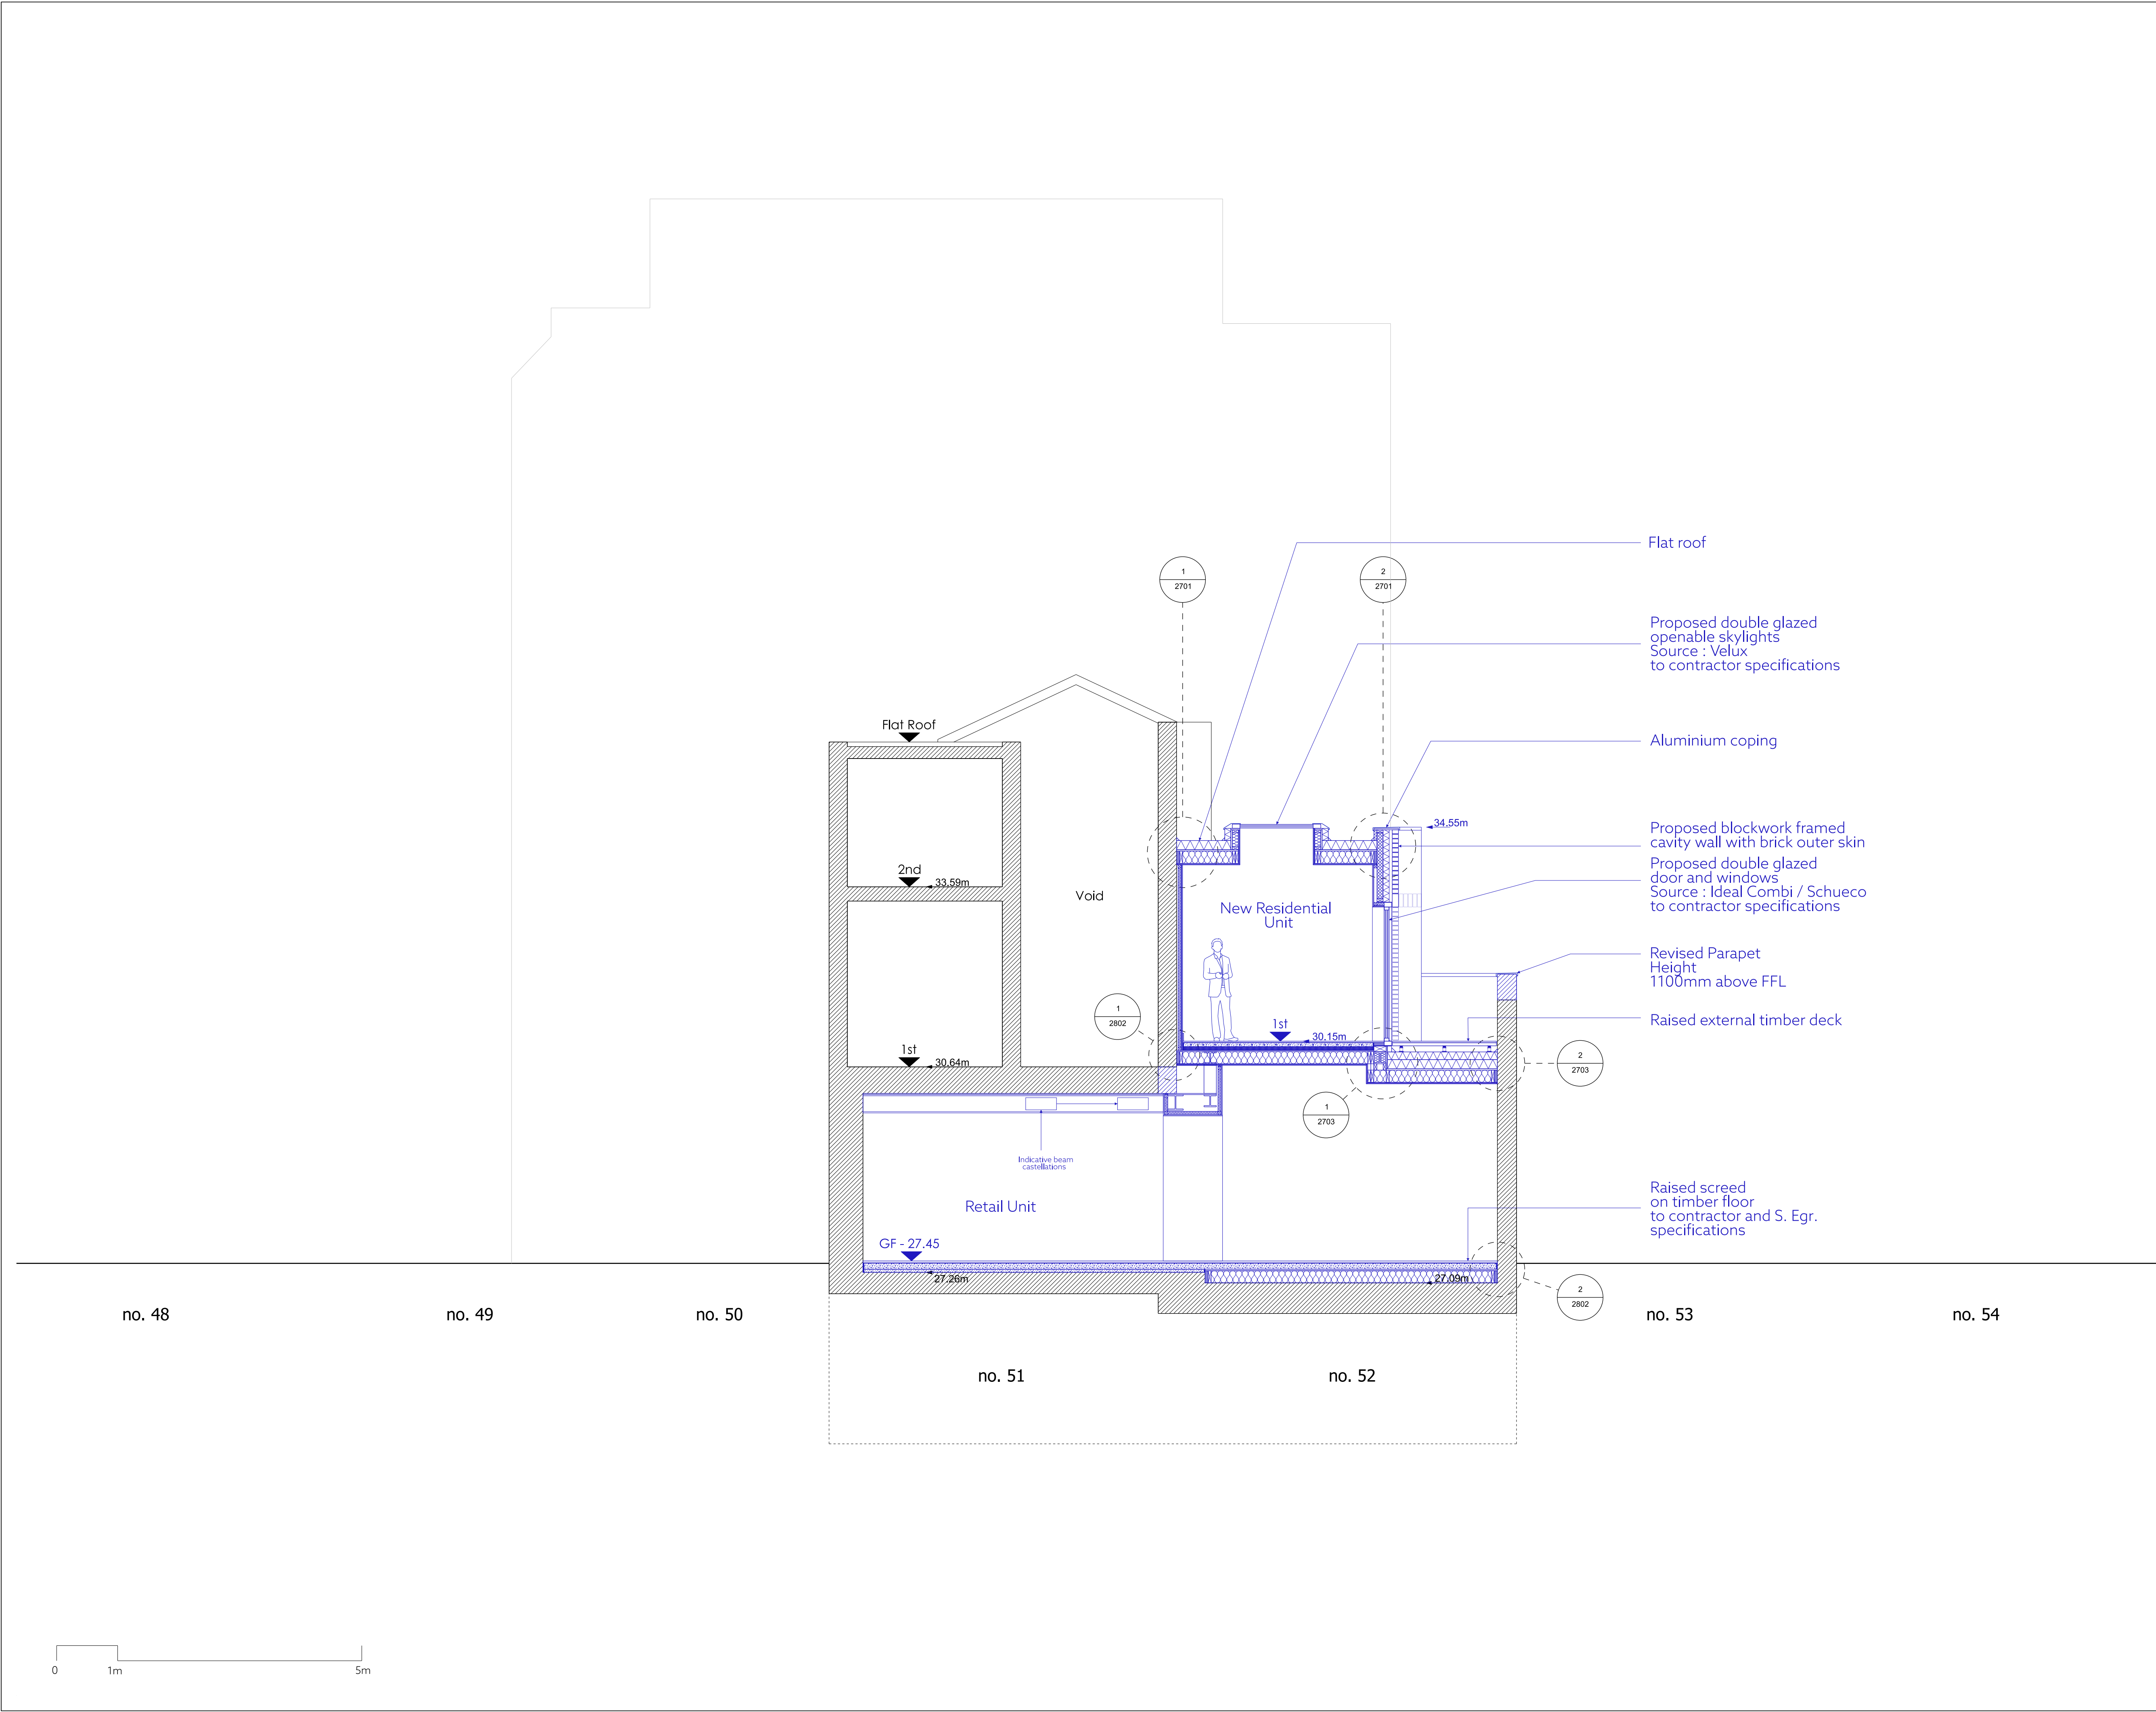 Flat roof
1
2701
2
2701
Proposed double glazed
openable skylights
Source : Velux
to contractor specifications
Flat Roof
Aluminium coping
34.55m
Proposed blockwork framed
cavity wall with brick outer skin
Proposed double glazed
door and windows
Source : Ideal Combi / Schueco
to contractor specifications
2nd
33.59m
Void
New Residential
Unit
Revised Parapet
Height
1100mm above FFL
1
2802
1st
30.15m
Raised external timber deck
1st
30.64m
2
2703
1
2703
Indicative beam
castellations
Retail Unit
Raised screed
on timber floor
to contractor and S. Egr.
specifications
GF - 27.45
27.26m
27.09m
2
2802
no. 48
no. 49
no. 50
no. 53
no. 54
no. 51
no. 52
0
1m
5m